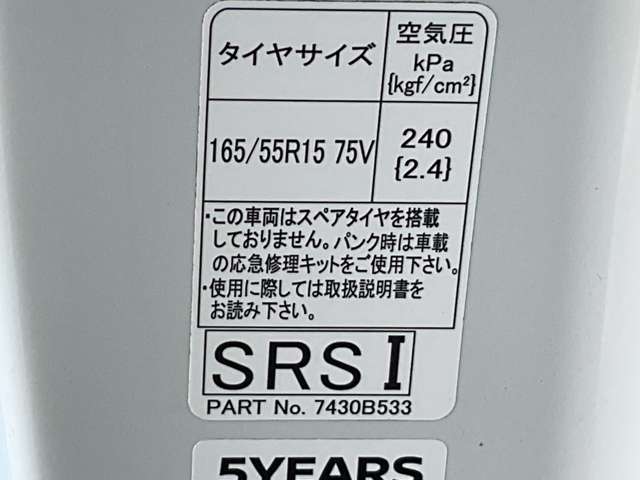 タイヤサイズ
空気圧
kPa
{kgf/cm²}
165/55R15 75V
240
{2.4}
・この車両はスペアタイヤを搭載
しておりません。パンク時は車載
の応急修理キットをご使用下さい。
・使用に際しては取扱説明書を
お読み下さい。
SRS I
PART No. 7430B533
5YEARS